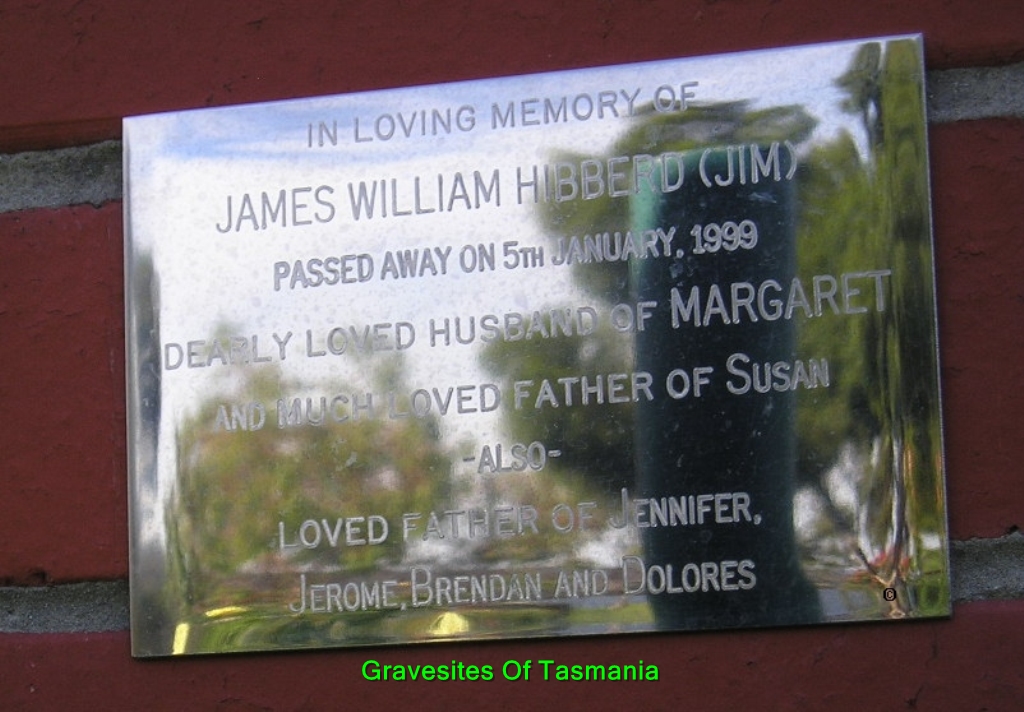 IN LOVING MEMORY OF
JAMES WILLIAM HIBBERD (JIM)
PASSED AWAY ON 5TH JANUARY, 1999
DEARLY LOVED HUSBAND OF MARGARET
AND MUCH LOVED FATHER OF SUSAN
-ALSO-
LOVED FATHER OF JENNIFER,
JEROME, BRENDAN AND DOLORES
©
Gravesites Of Tasmania